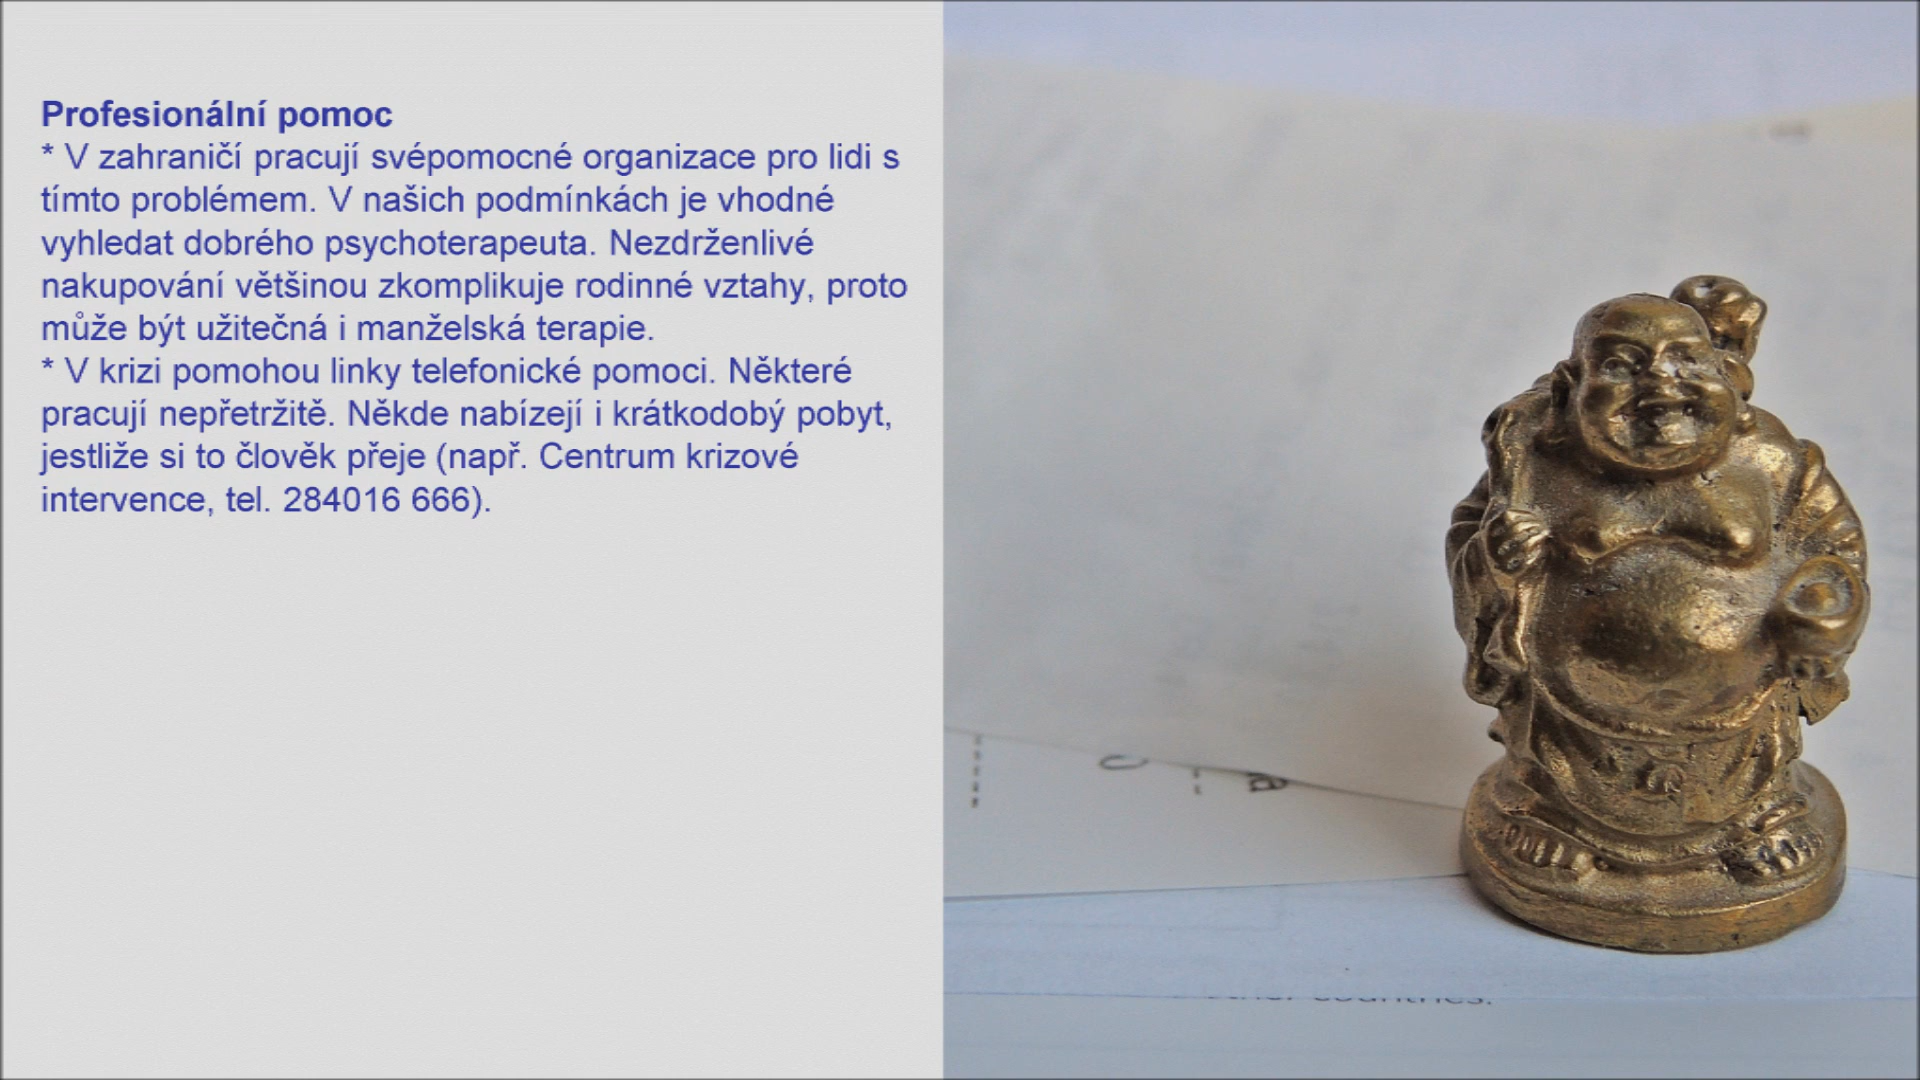 Profesionální pomoc
* V zahraničí pracují svépomocné organizace pro lidi s
tímto problémem. V našich podmínkách je vhodné
vyhledat dobrého psychoterapeuta. Nezdrženlivé
nakupování většinou zkomplikuje rodinné vztahy, proto
může být užitečná i manželská terapie.
* V krizi pomohou linky telefonické pomoci. Některé
pracují nepřetržitě. Někde nabízejí i krátkodobý pobyt,
jestliže si to člověk přeje (např. Centrum krizové
intervence, tel. 284016 666).
countries.